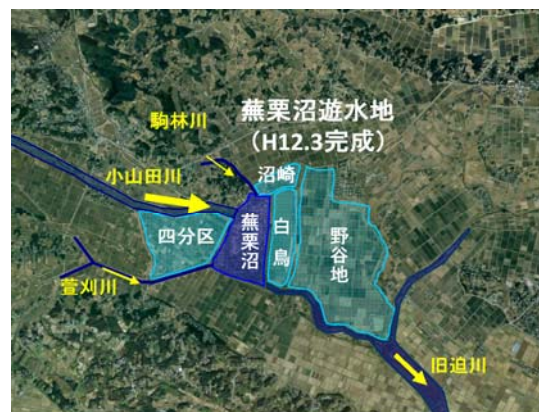 蕪栗沼遊水地
（H12.3完成）
駒林川
小山田川
沼崎
四分区
蕪栗沼
白鳥
野谷地
萱刈川
旧迫川